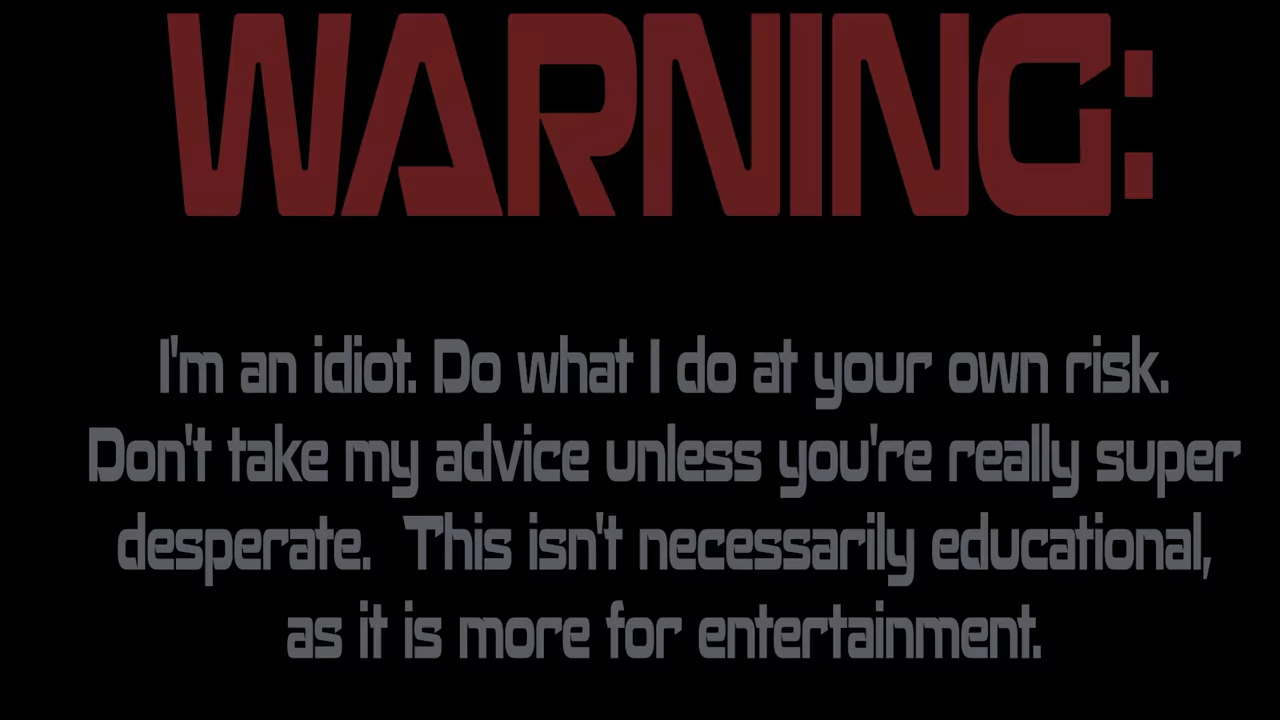 WARNING:
I'm an idiot. Do what I do at your own risk.
Don't take my advice unless you're really super
desperate.  This isn't necessarily educational,
as it is more for entertainment.